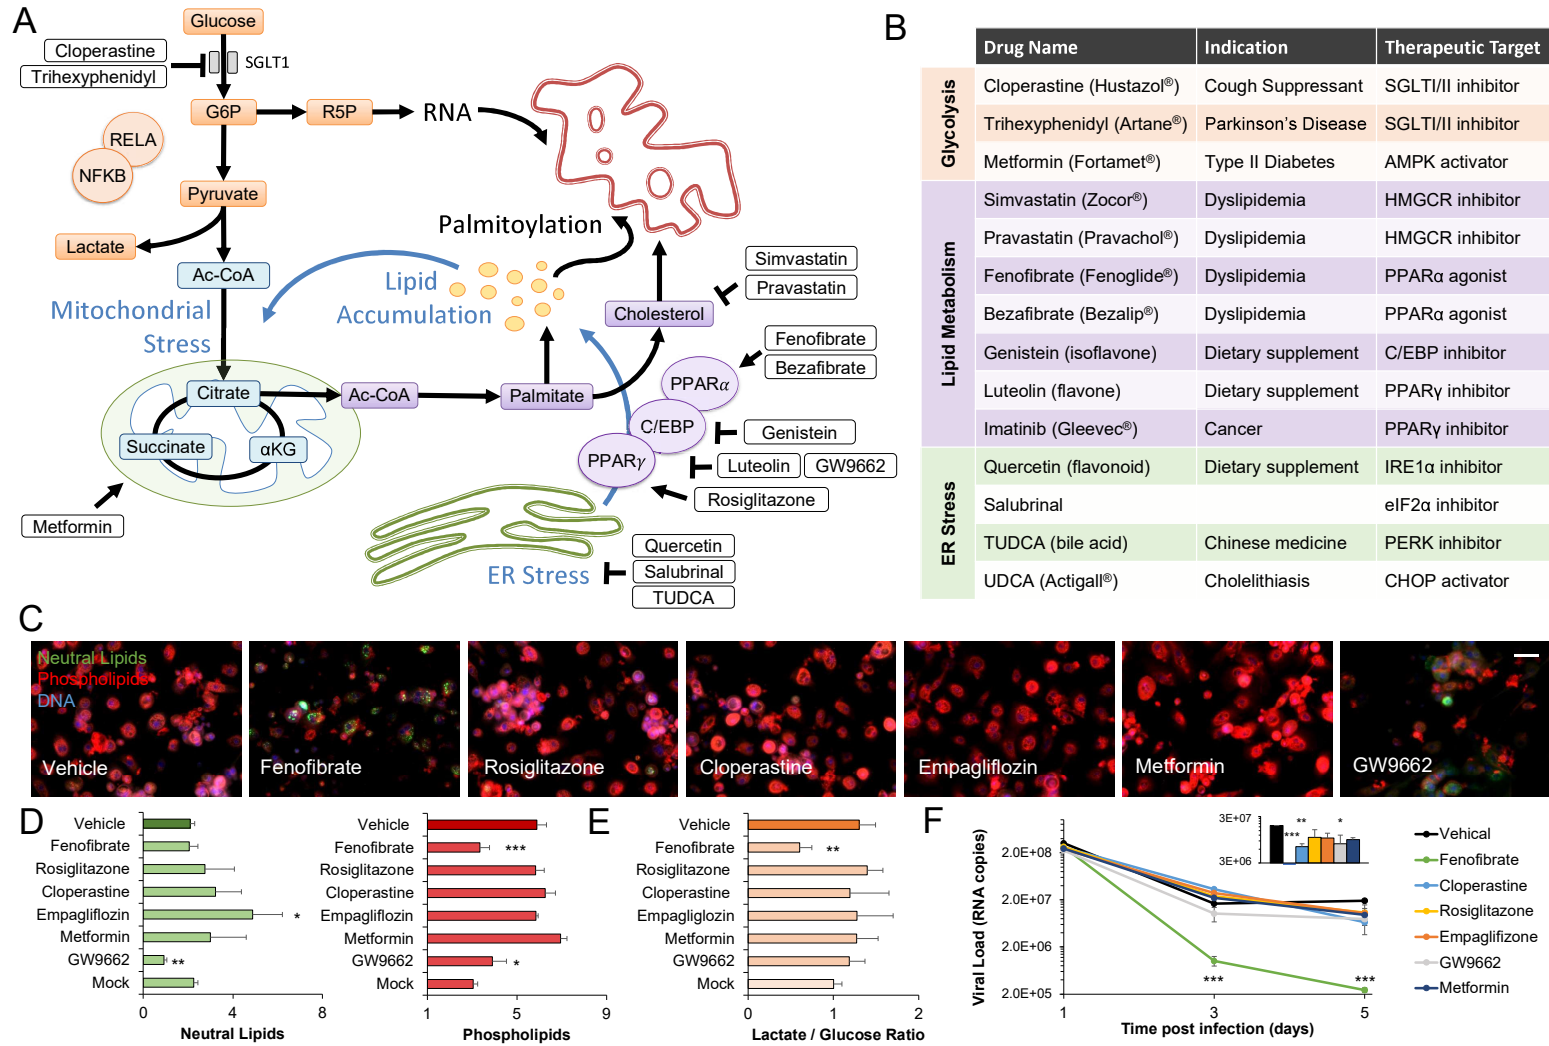 A
Glucose
Cloperastine
Trihexyphenidyl
SGLT1
G6P
R5P
RNA
RELA
NFKB
Pyruvate
Lactate
Palmitoylation
Ac-CoA
Lipid
Accumulation
Mitochondrial
Stress
Simvastatin
Pravastatin
Cholesterol
Fenofibrate
Bezafibrate
PPARα
Citrate
Ac-CoA
Palmitate
C/EBP
Genistein
Succinate
αKG
PPARγ
Luteolin
GW9662
Rosiglitazone
Metformin
Quercetin
ER Stress
Salubrinal
TUDCA
B
Drug Name Indication Therapeutic Target
Glycolysis
Cloperastine (Hustazol®) Cough Suppressant SGLTI/II inhibitor
Trihexyphenidyl (Artane®) Parkinson's Disease SGLTI/II inhibitor
Metformin (Fortamet®) Type II Diabetes AMPK activator
Lipid Metabolism
Simvastatin (Zocor®) Dyslipidemia HMGCR inhibitor
Pravastatin (Pravachol®) Dyslipidemia HMGCR inhibitor
Fenofibrate (Fenoglide®) Dyslipidemia PPARα agonist
Bezafibrate (Bezalip®) Dyslipidemia PPARα agonist
Genistein (isoflavone) Dietary supplement C/EBP inhibitor
Luteolin (flavone) Dietary supplement PPARγ inhibitor
Imatinib (Gleevec®) Cancer PPARγ inhibitor
ER Stress
Quercetin (flavonoid) Dietary supplement IRE1α inhibitor
Salubrinal eIF2α inhibitor
TUDCA (bile acid) Chinese medicine PERK inhibitor
UDCA (Actigall®) Cholelithiasis CHOP activator
C
Neutral Lipids
Phospholipids
DNA
Vehicle
Fenofibrate
Rosiglitazone
Cloperastine
Empagliflozin
Metformin
GW9662
D
Vehicle
Fenofibrate
Rosiglitazone
Cloperastine
Empagliflozin *
Metformin
GW9662 **
Mock
0 4 8
Neutral Lipids
Vehicle
Fenofibrate ***
Rosiglitazone
Cloperastine
Empagliflozin
Metformin
GW9662 *
Mock
1 5 9
Phospholipids
E
Vehicle
Fenofibrate **
Rosiglitazone
Cloperastine
Empagliglozin
Metformin
GW9662
Mock
0 1 2
Lactate / Glucose Ratio
F
Viral Load (RNA copies)
2.0E+08
2.0E+07
2.0E+06
2.0E+05
3E+07
3E+06
*** ** *
*** ***
1 3 5
Time post infection (days)
Vehical
Fenofibrate
Cloperastine
Rosiglitazone
Empaglifizone
GW9662
Metformin